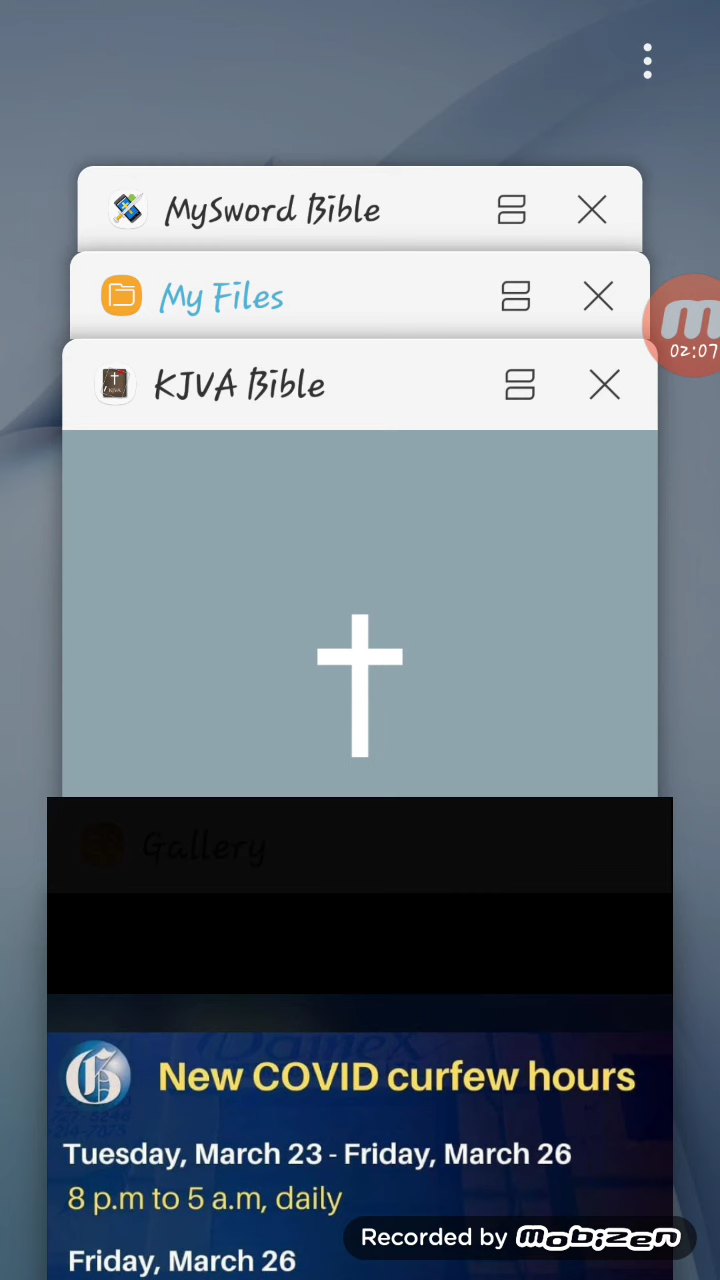 MySword Bible
My Files
02:07
KJVA Bible
Gallery
New COVID curfew hours
Tuesday, March 23 - Friday, March 26
8 p.m to 5 a.m, daily
Recorded by mobizen
Friday, March 26